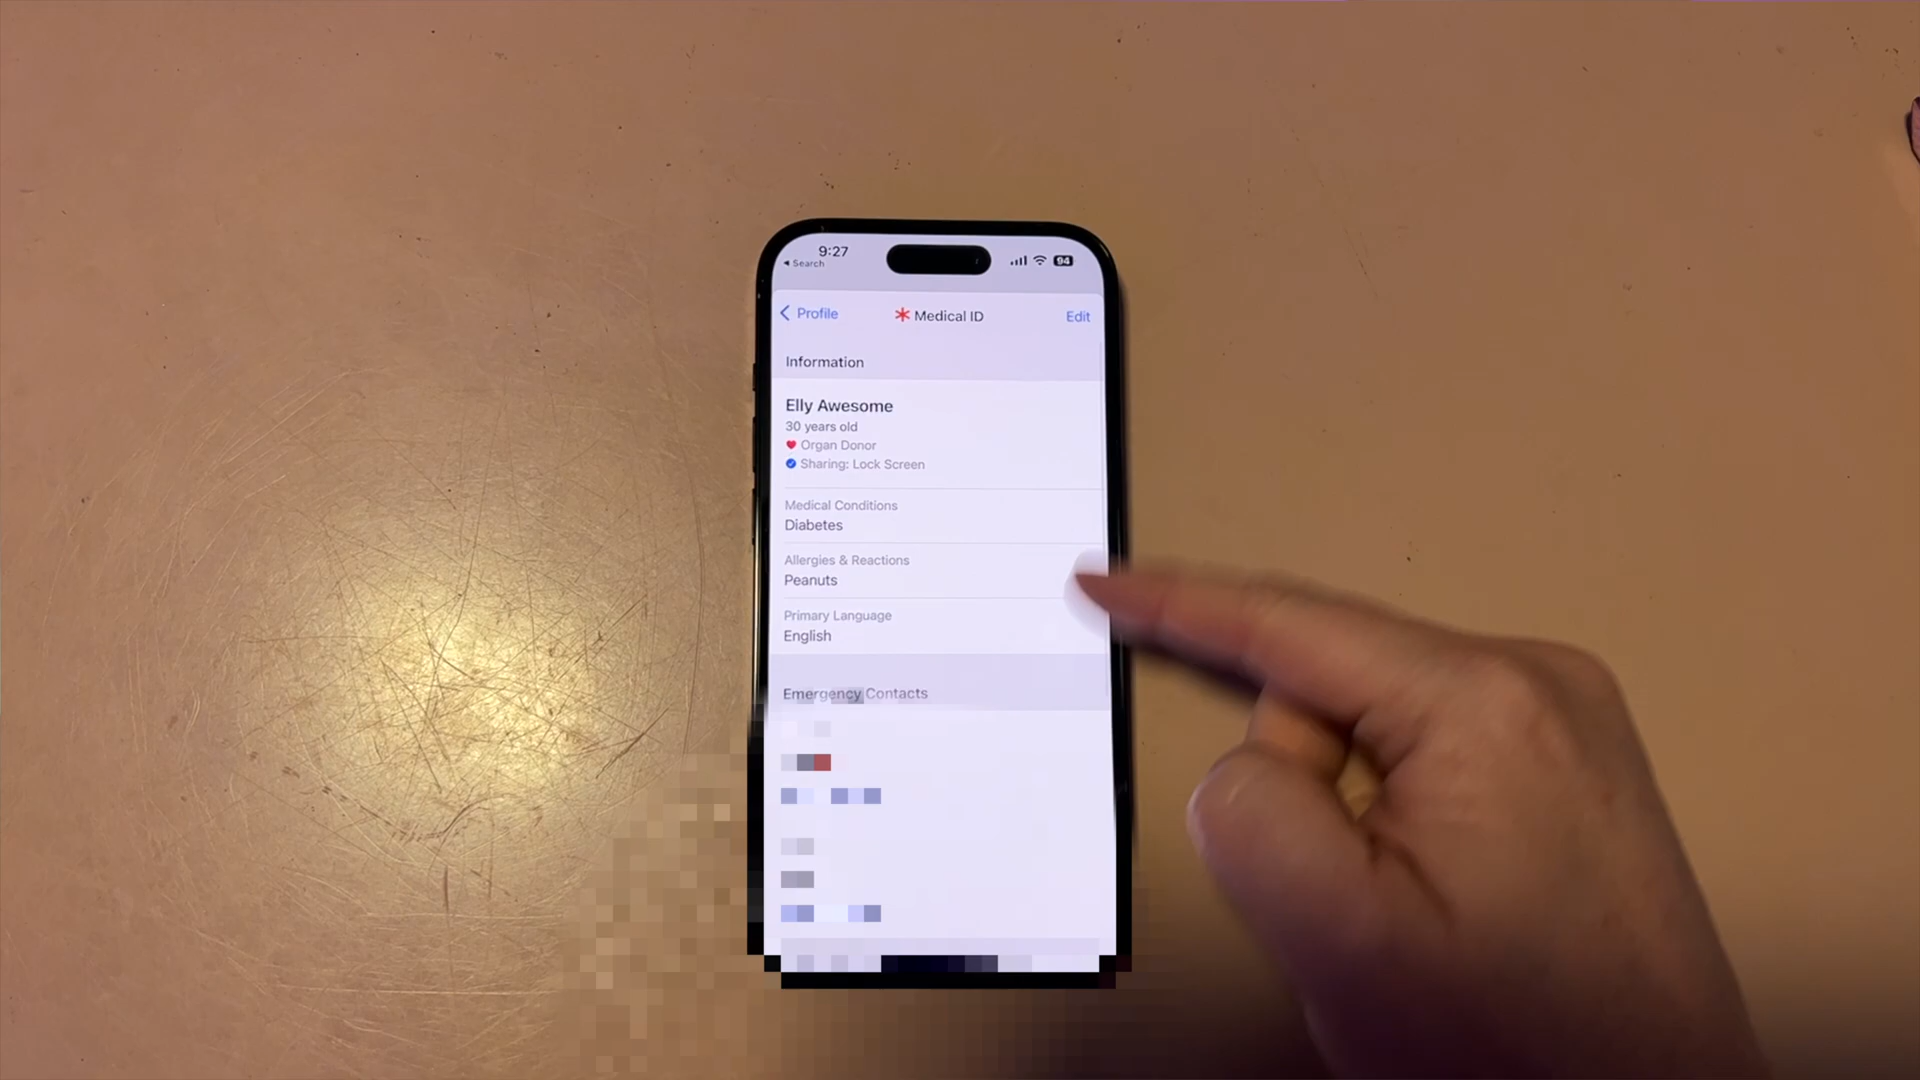 9:27
◀ Search
94
Profile
Medical ID
Edit
Information
Elly Awesome
30 years old
Organ Donor
Sharing: Lock Screen
Medical Conditions
Diabetes
Allergies & Reactions
Peanuts
Primary Language
English
Emergency Contacts